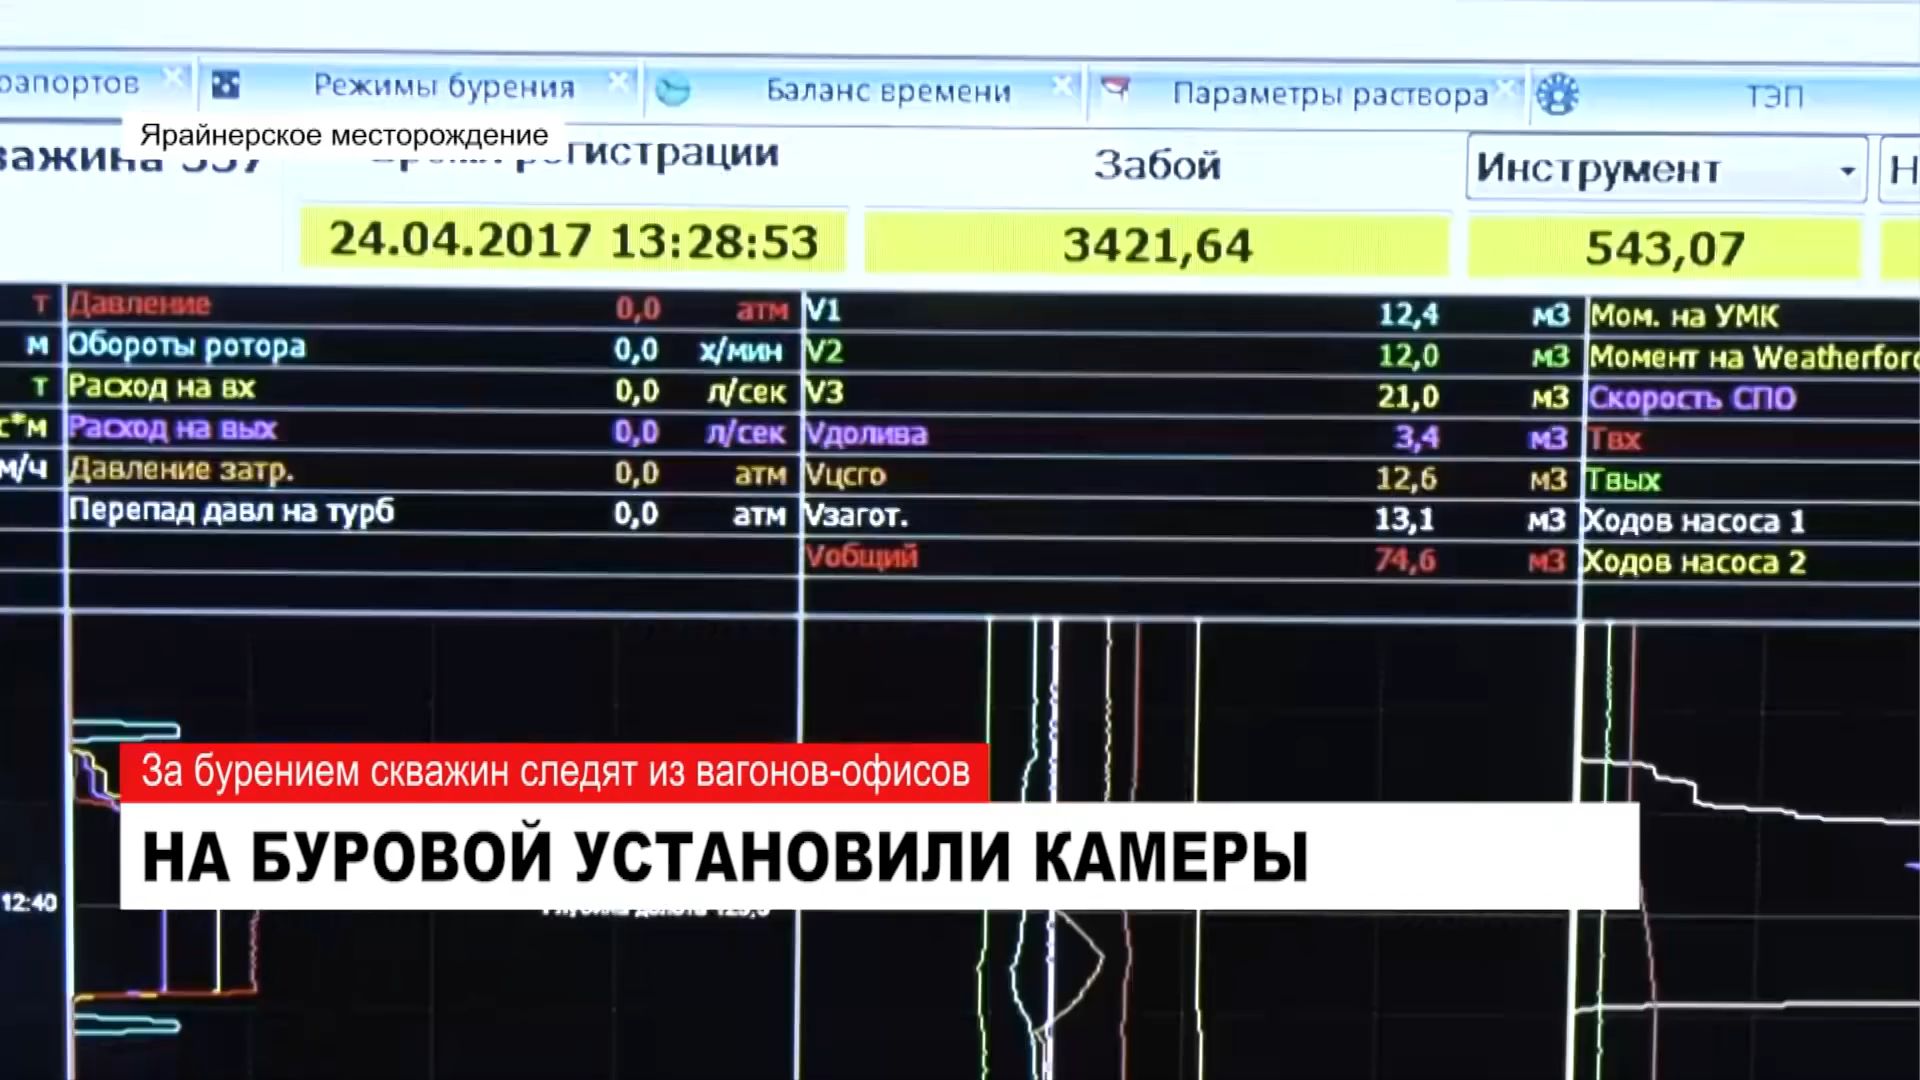 Режимы бурения
Баланс времени
Параметры раствора
ТЭП
Ярайнерское месторождение
Забой
Инструмент
24.04.2017 13:28:53
3421,64
543,07
т Давление 0,0 атм V1 12,4 м3 Мом. на УМК
м Обороты ротора 0,0 х/мин V2 12,0 м3 Момент на Weatherford
т Расход на вх 0,0 л/сек V3 21,0 м3 Скорость СПО
с*м Расход на вых 0,0 л/сек Vдолива 3,4 м3 Твх
м/ч Давление затр. 0,0 атм Vцсго 12,6 м3 Твых
Перепад давл на турб 0,0 атм Vзагот. 13,1 м3 Ходов насоса 1
Vобщий 74,6 м3 Ходов насоса 2
За бурением скважин следят из вагонов-офисов
НА БУРОВОЙ УСТАНОВИЛИ КАМЕРЫ
12:40